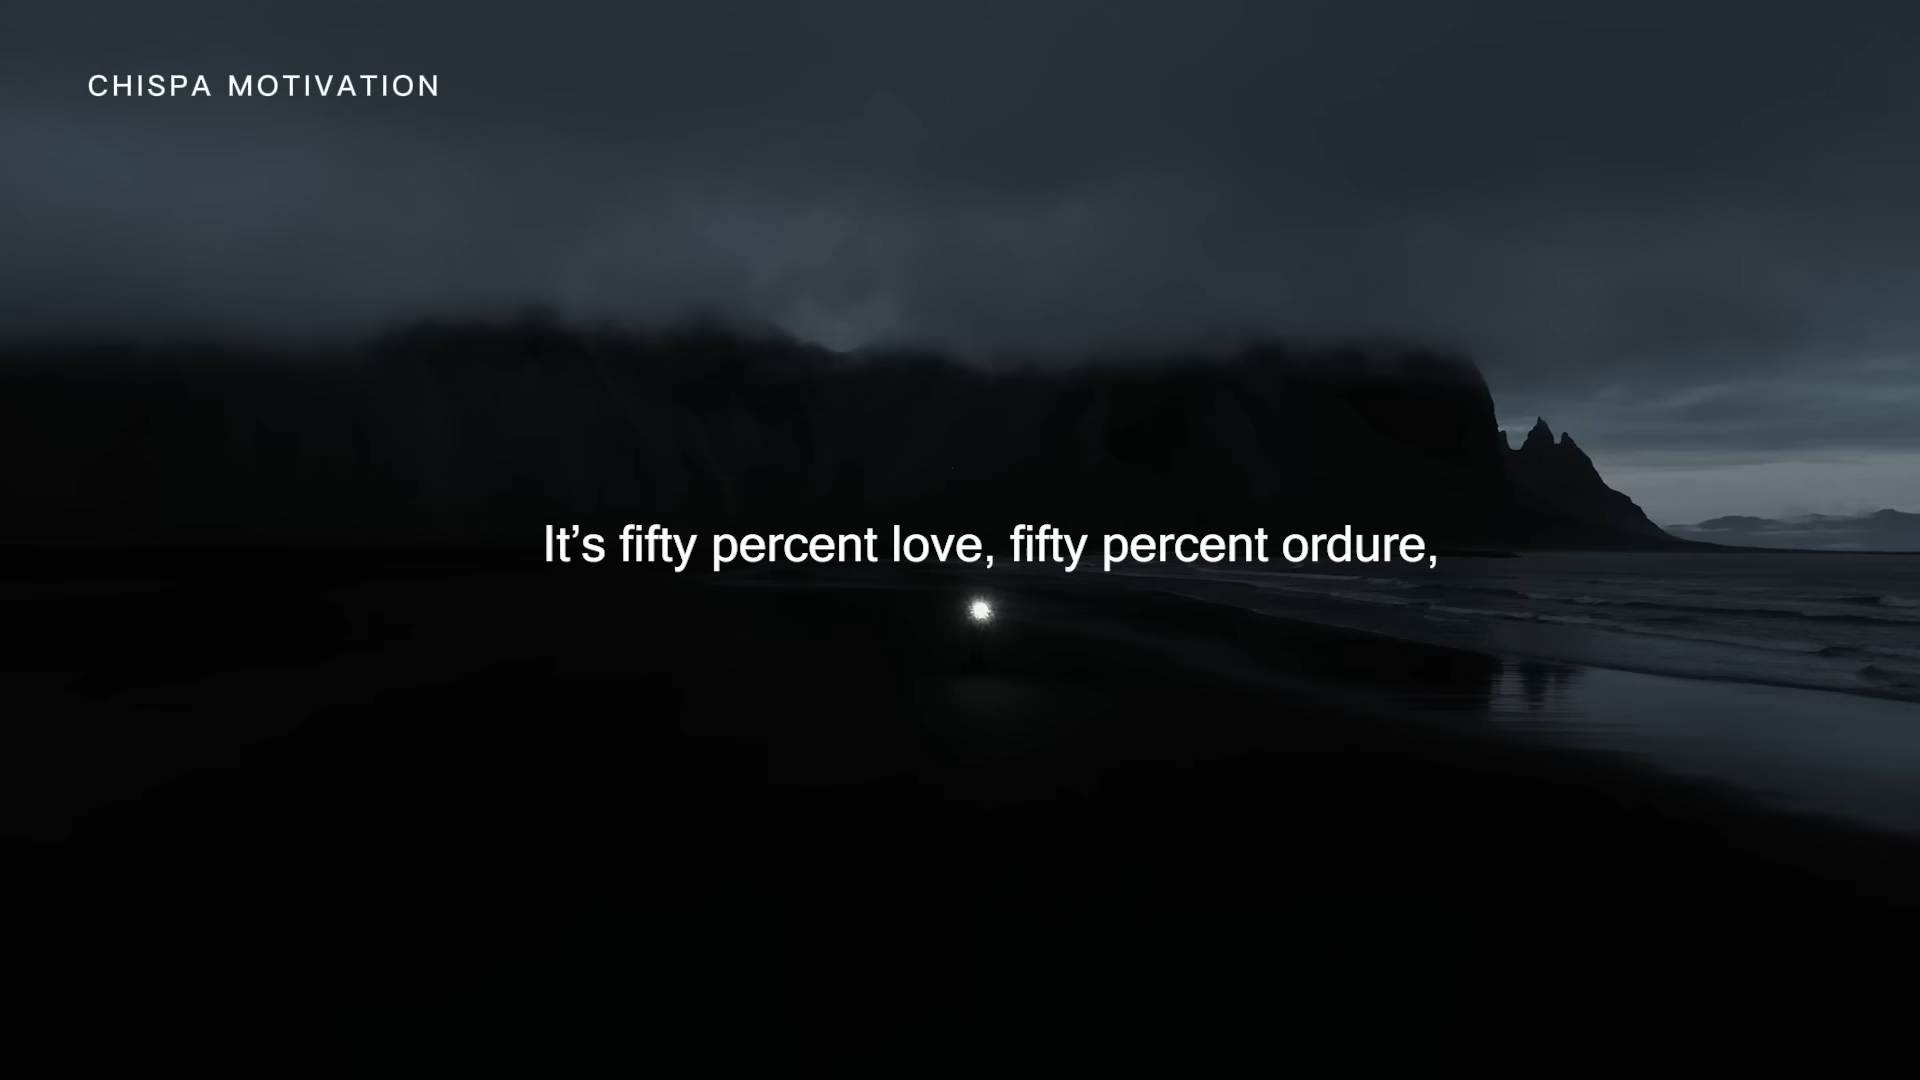 CHISPA MOTIVATION
It’s fifty percent love, fifty percent ordure,